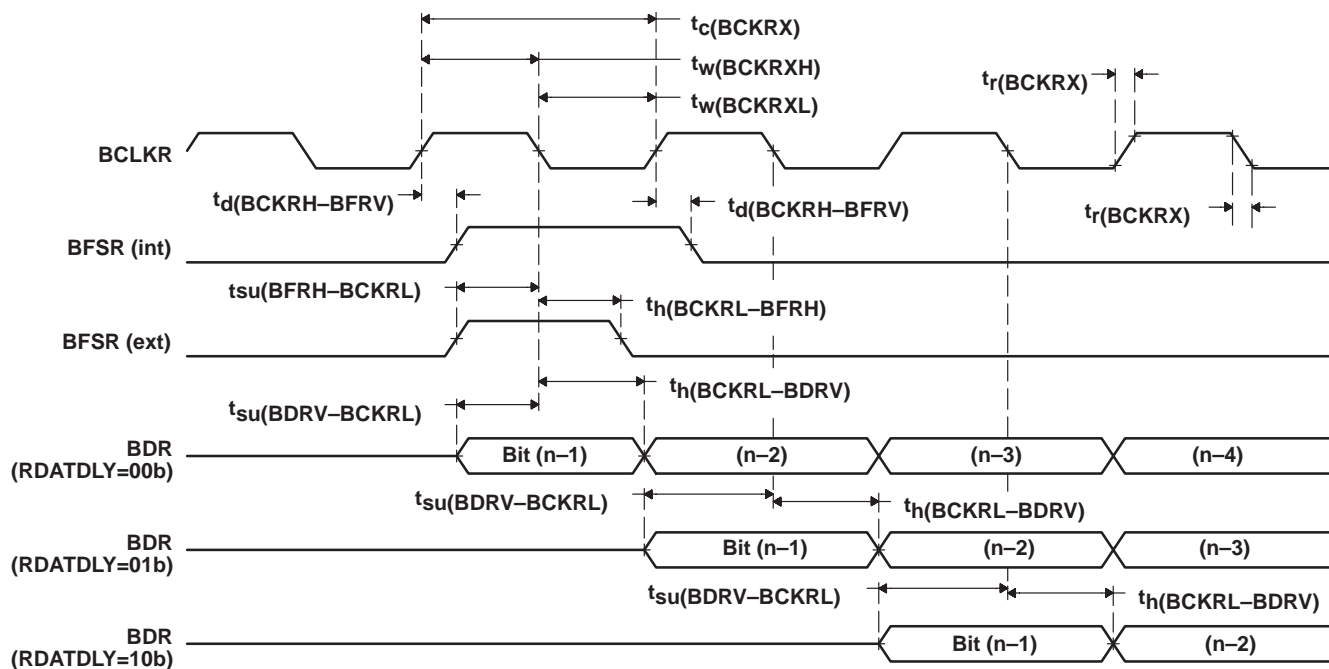 tc(BCKRX)
tw(BCKRXH)
tr(BCKRX)
tw(BCKRXL)
BCLKR
td(BCKRH–BFRV)
td(BCKRH–BFRV)
tr(BCKRX)
BFSR (int)
tsu(BFRH–BCKRL)
th(BCKRL–BFRH)
BFSR (ext)
th(BCKRL–BDRV)
tsu(BDRV–BCKRL)
BDR
(RDATDLY=00b)
Bit (n–1)
(n–2)
(n–3)
(n–4)
tsu(BDRV–BCKRL)
th(BCKRL–BDRV)
BDR
(RDATDLY=01b)
Bit (n–1)
(n–2)
(n–3)
tsu(BDRV–BCKRL)
th(BCKRL–BDRV)
BDR
(RDATDLY=10b)
Bit (n–1)
(n–2)